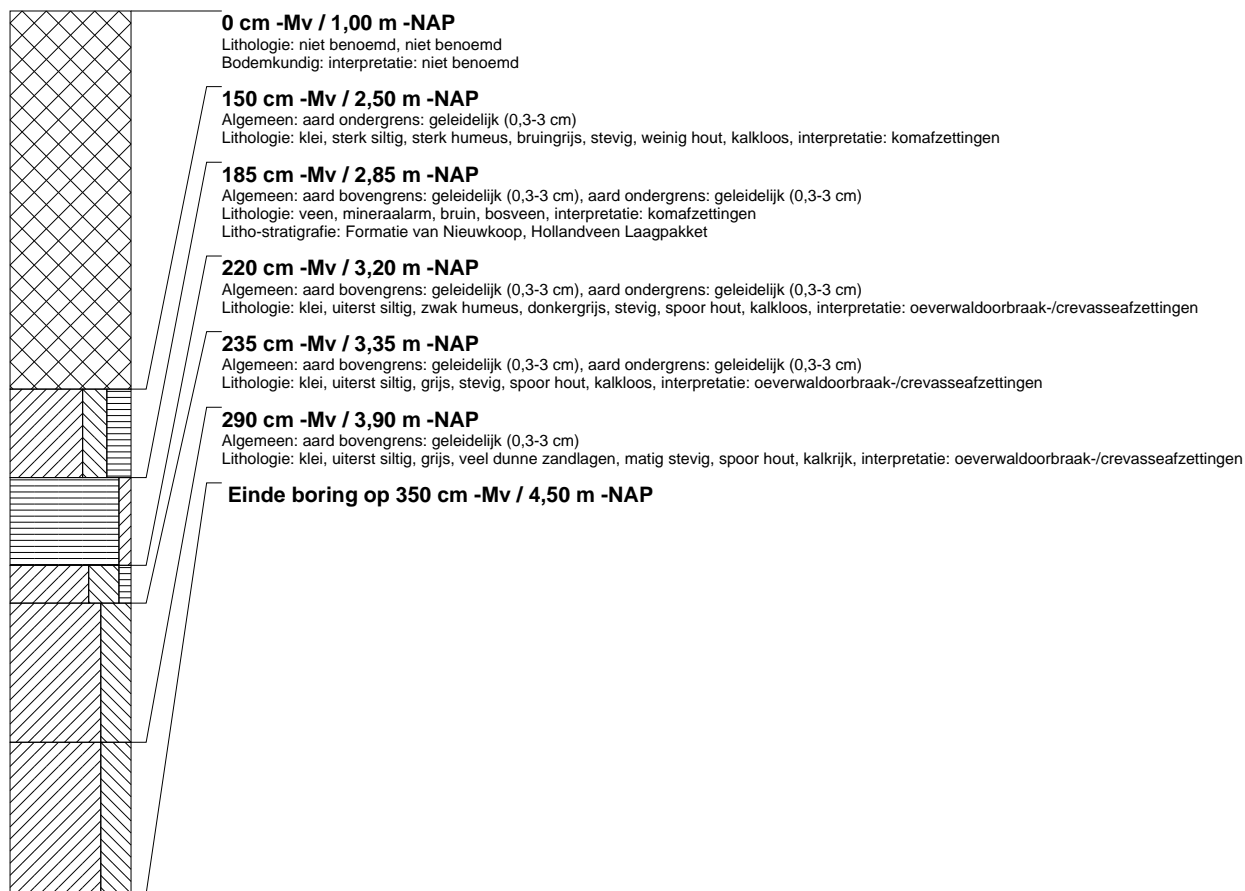 0 cm -Mv / 1,00 m -NAP
Lithologie: niet benoemd, niet benoemd
Bodemkundig: interpretatie: niet benoemd
150 cm -Mv / 2,50 m -NAP
Algemeen: aard ondergrens: geleidelijk (0,3-3 cm)
Lithologie: klei, sterk siltig, sterk humeus, bruingrijs, stevig, weinig hout, kalkloos, interpretatie: komafzettingen
185 cm -Mv / 2,85 m -NAP
Algemeen: aard bovengrens: geleidelijk (0,3-3 cm), aard ondergrens: geleidelijk (0,3-3 cm)
Lithologie: veen, mineraalarm, bruin, bosveen, interpretatie: komafzettingen
Litho-stratigrafie: Formatie van Nieuwkoop, Hollandveen Laagpakket
220 cm -Mv / 3,20 m -NAP
Algemeen: aard bovengrens: geleidelijk (0,3-3 cm), aard ondergrens: geleidelijk (0,3-3 cm)
Lithologie: klei, uiterst siltig, zwak humeus, donkergrijs, stevig, spoor hout, kalkloos, interpretatie: oeverwaldoorbraak-/crevasseafzettingen
235 cm -Mv / 3,35 m -NAP
Algemeen: aard bovengrens: geleidelijk (0,3-3 cm), aard ondergrens: geleidelijk (0,3-3 cm)
Lithologie: klei, uiterst siltig, grijs, stevig, spoor hout, kalkloos, interpretatie: oeverwaldoorbraak-/crevasseafzettingen
290 cm -Mv / 3,90 m -NAP
Algemeen: aard bovengrens: geleidelijk (0,3-3 cm)
Lithologie: klei, uiterst siltig, grijs, veel dunne zandlagen, matig stevig, spoor hout, kalkrijk, interpretatie: oeverwaldoorbraak-/crevasseafzettingen
Einde boring op 350 cm -Mv / 4,50 m -NAP